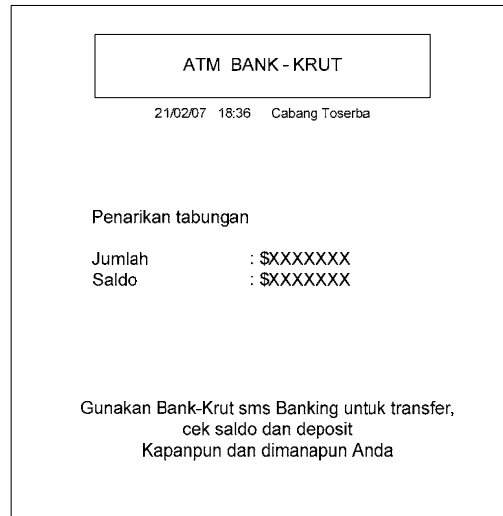 ATM BANK - KRUT
21/02/07 18:36 Cabang Toserba
Penarikan tabungan
Jumlah : $XXXXXXX
Saldo : $XXXXXXX
Gunakan Bank-Krut sms Banking untuk transfer,
cek saldo dan deposit
Kapanpun dan dimanapun Anda